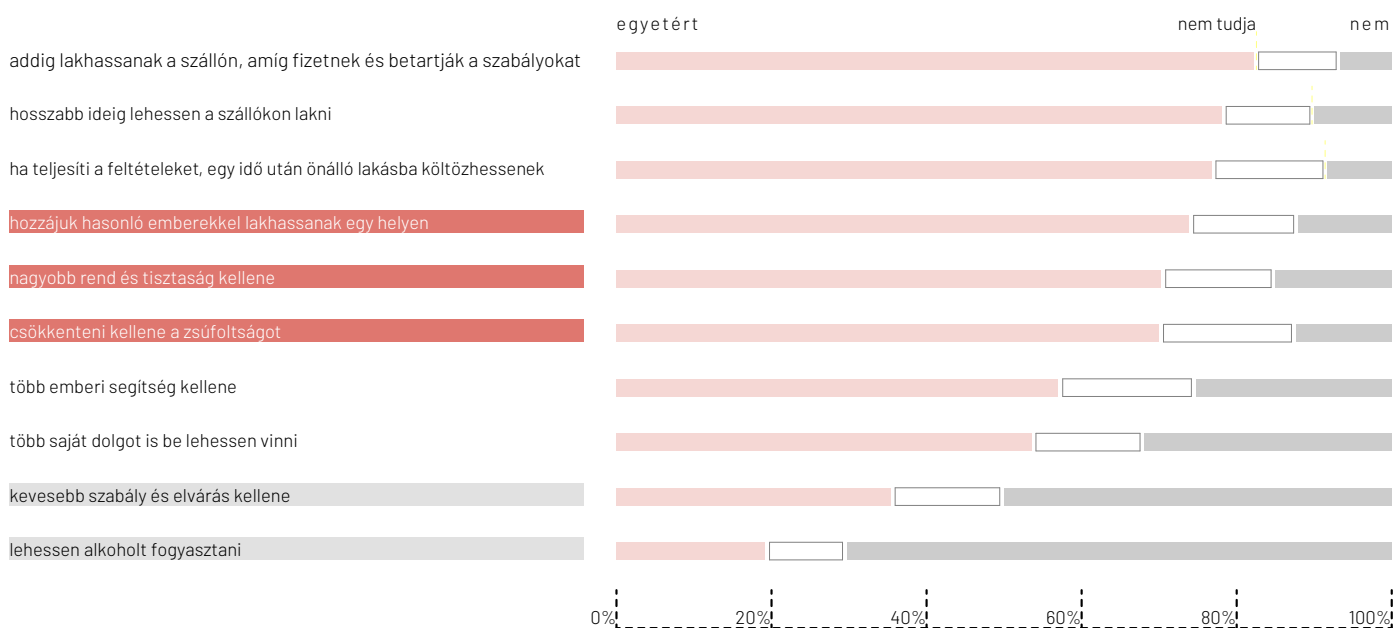 egyetért nem tudja nem
addig lakhassanak a szállón, amíg fizetnek és betartják a szabályokat
hosszabb ideig lehessen a szállókon lakni
ha teljesíti a feltételeket, egy idő után önálló lakásba költözhessenek
hozzájuk hasonló emberekkel lakhassanak egy helyen
nagyobb rend és tisztaság kellene
csökkenteni kellene a zsúfoltságot
több emberi segítség kellene
több saját dolgot is be lehessen vinni
kevesebb szabály és elvárás kellene
lehessen alkoholt fogyasztani
0% 20% 40% 60% 80% 100%